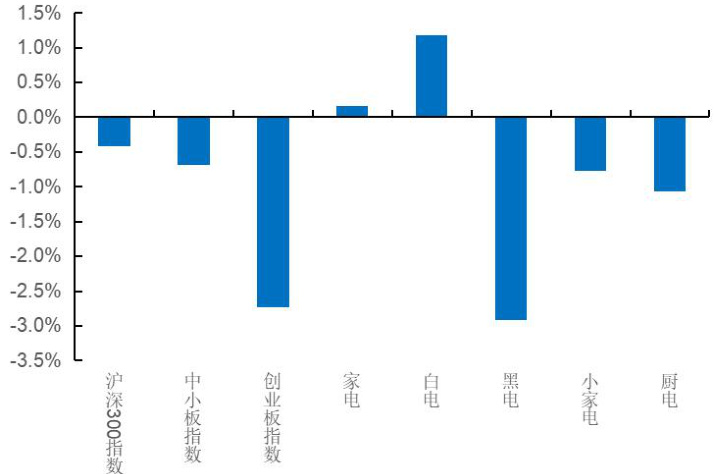 1.5%
1.0%
0.5%
0.0%
-0.5%
-1.0%
-1.5%
-2.0%
-2.5%
-3.0%
-3.5%
沪深300指数
中小板指数
创业板指数
家电
白电
黑电
小家电
厨电